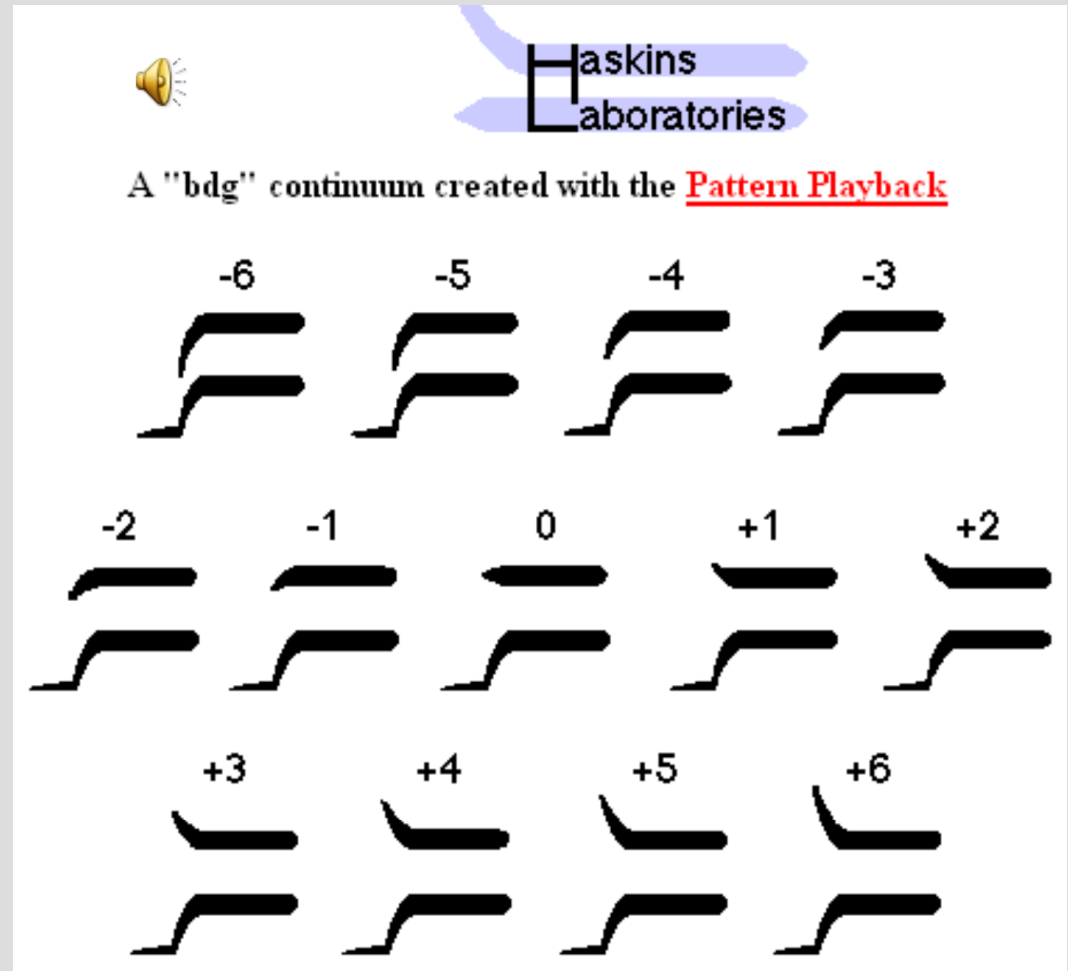 Haskins
Laboratories
A "bdg" continuum created with the Pattern Playback
-6 -5 -4 -3
-2 -1 0 +1 +2
+3 +4 +5 +6